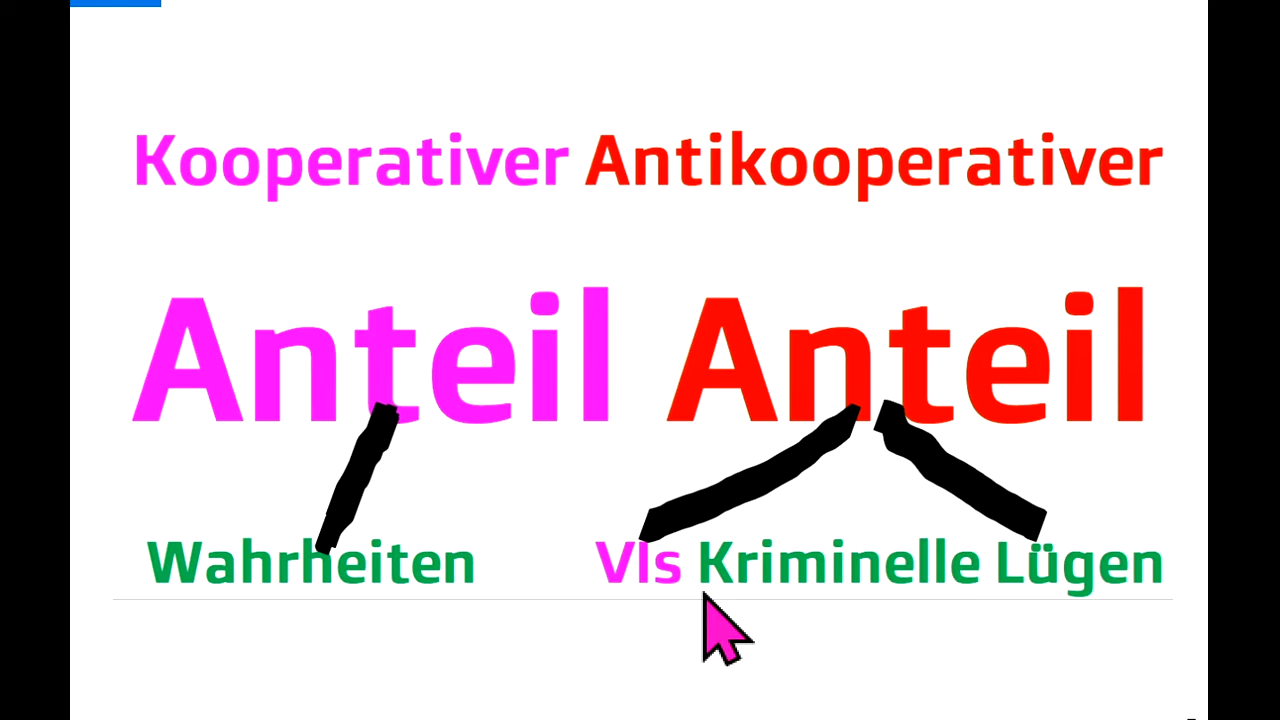 Kooperativer Antikooperativer
Anteil Anteil
Wahrheiten VIs Kriminelle Lügen